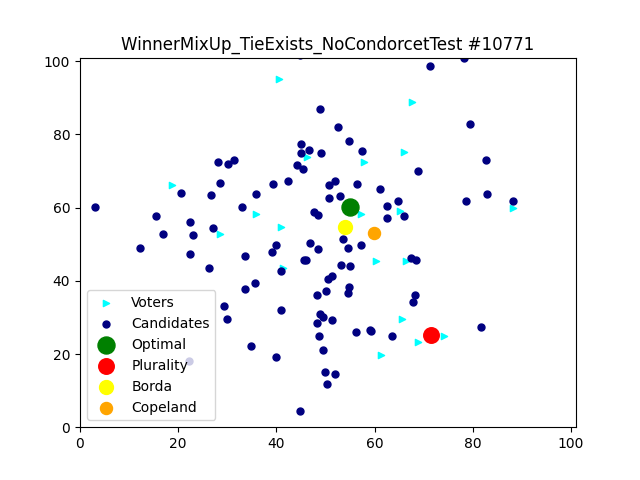 WinnerMixUp_TieExists_NoCondorcetTest #10771
100
80
60
40
20
0
Voters
Candidates
Optimal
Plurality
Borda
Copeland
0 20 40 60 80 100